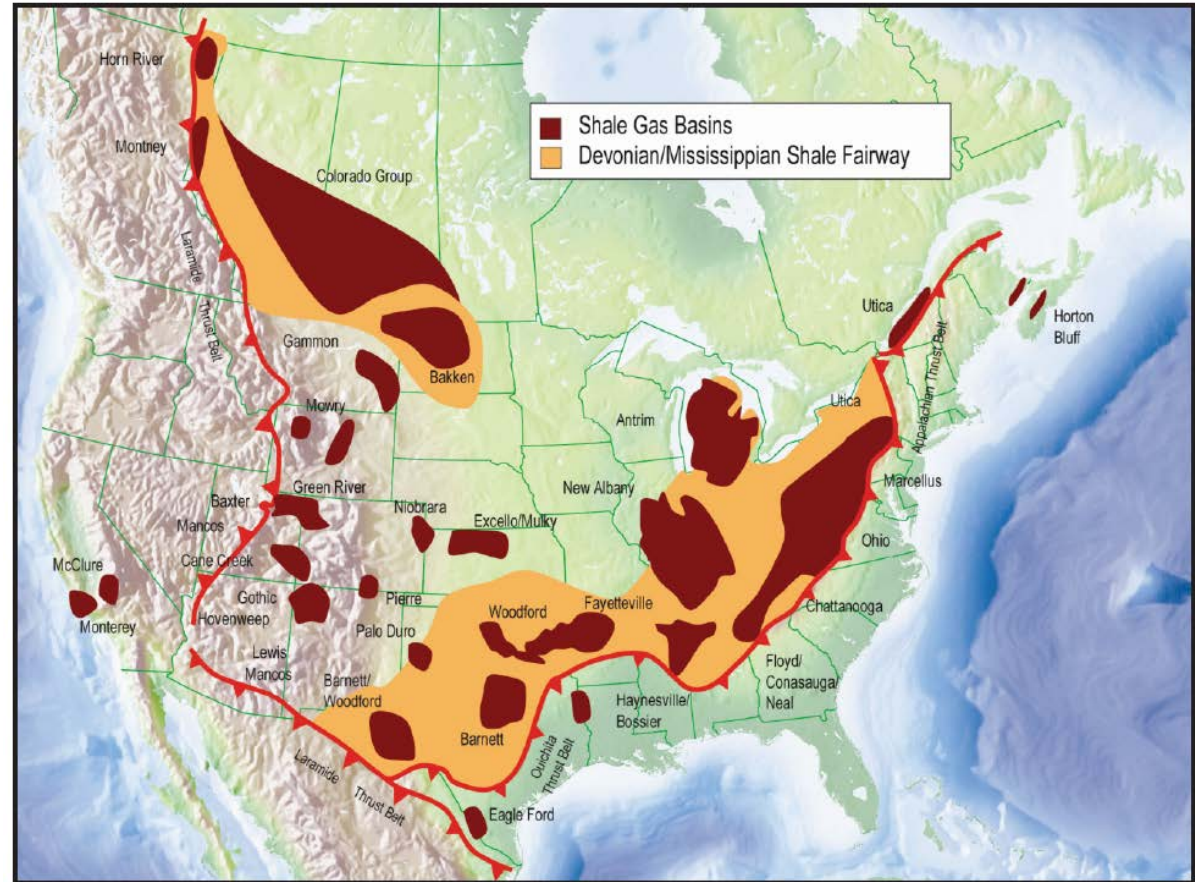 Horn River
Shale Gas Basins
Devonian/Mississippian Shale Fairway
Montney
Colorado Group
Laramide
Thrust Belt
Utica
Horton
Bluff
Appalachian Thrust Belt
Gammon
Bakken
Mowry
Antrim
Utica
Green River
Baxter
Mancos
Niobrara
Excello/Mulky
New Albany
Marcellus
Cane Creek
Ohio
McClure
Monterey
Gothic
Hovenweep
Pierre
Woodford
Fayetteville
Chattanooga
Palo Duro
Lewis
Mancos
Barnett/
Woodford
Floyd/
Conasauga/
Neal
Haynesville/
Bossier
Barnett
Ouichita
Thrust Belt
Laramide
Thrust Belt
Eagle Ford